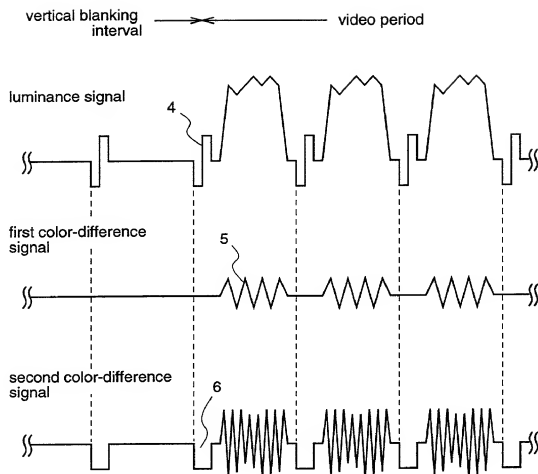 vertical blanking
interval
video period
luminance signal
4
first color-difference
signal
5
second color-difference
signal
6